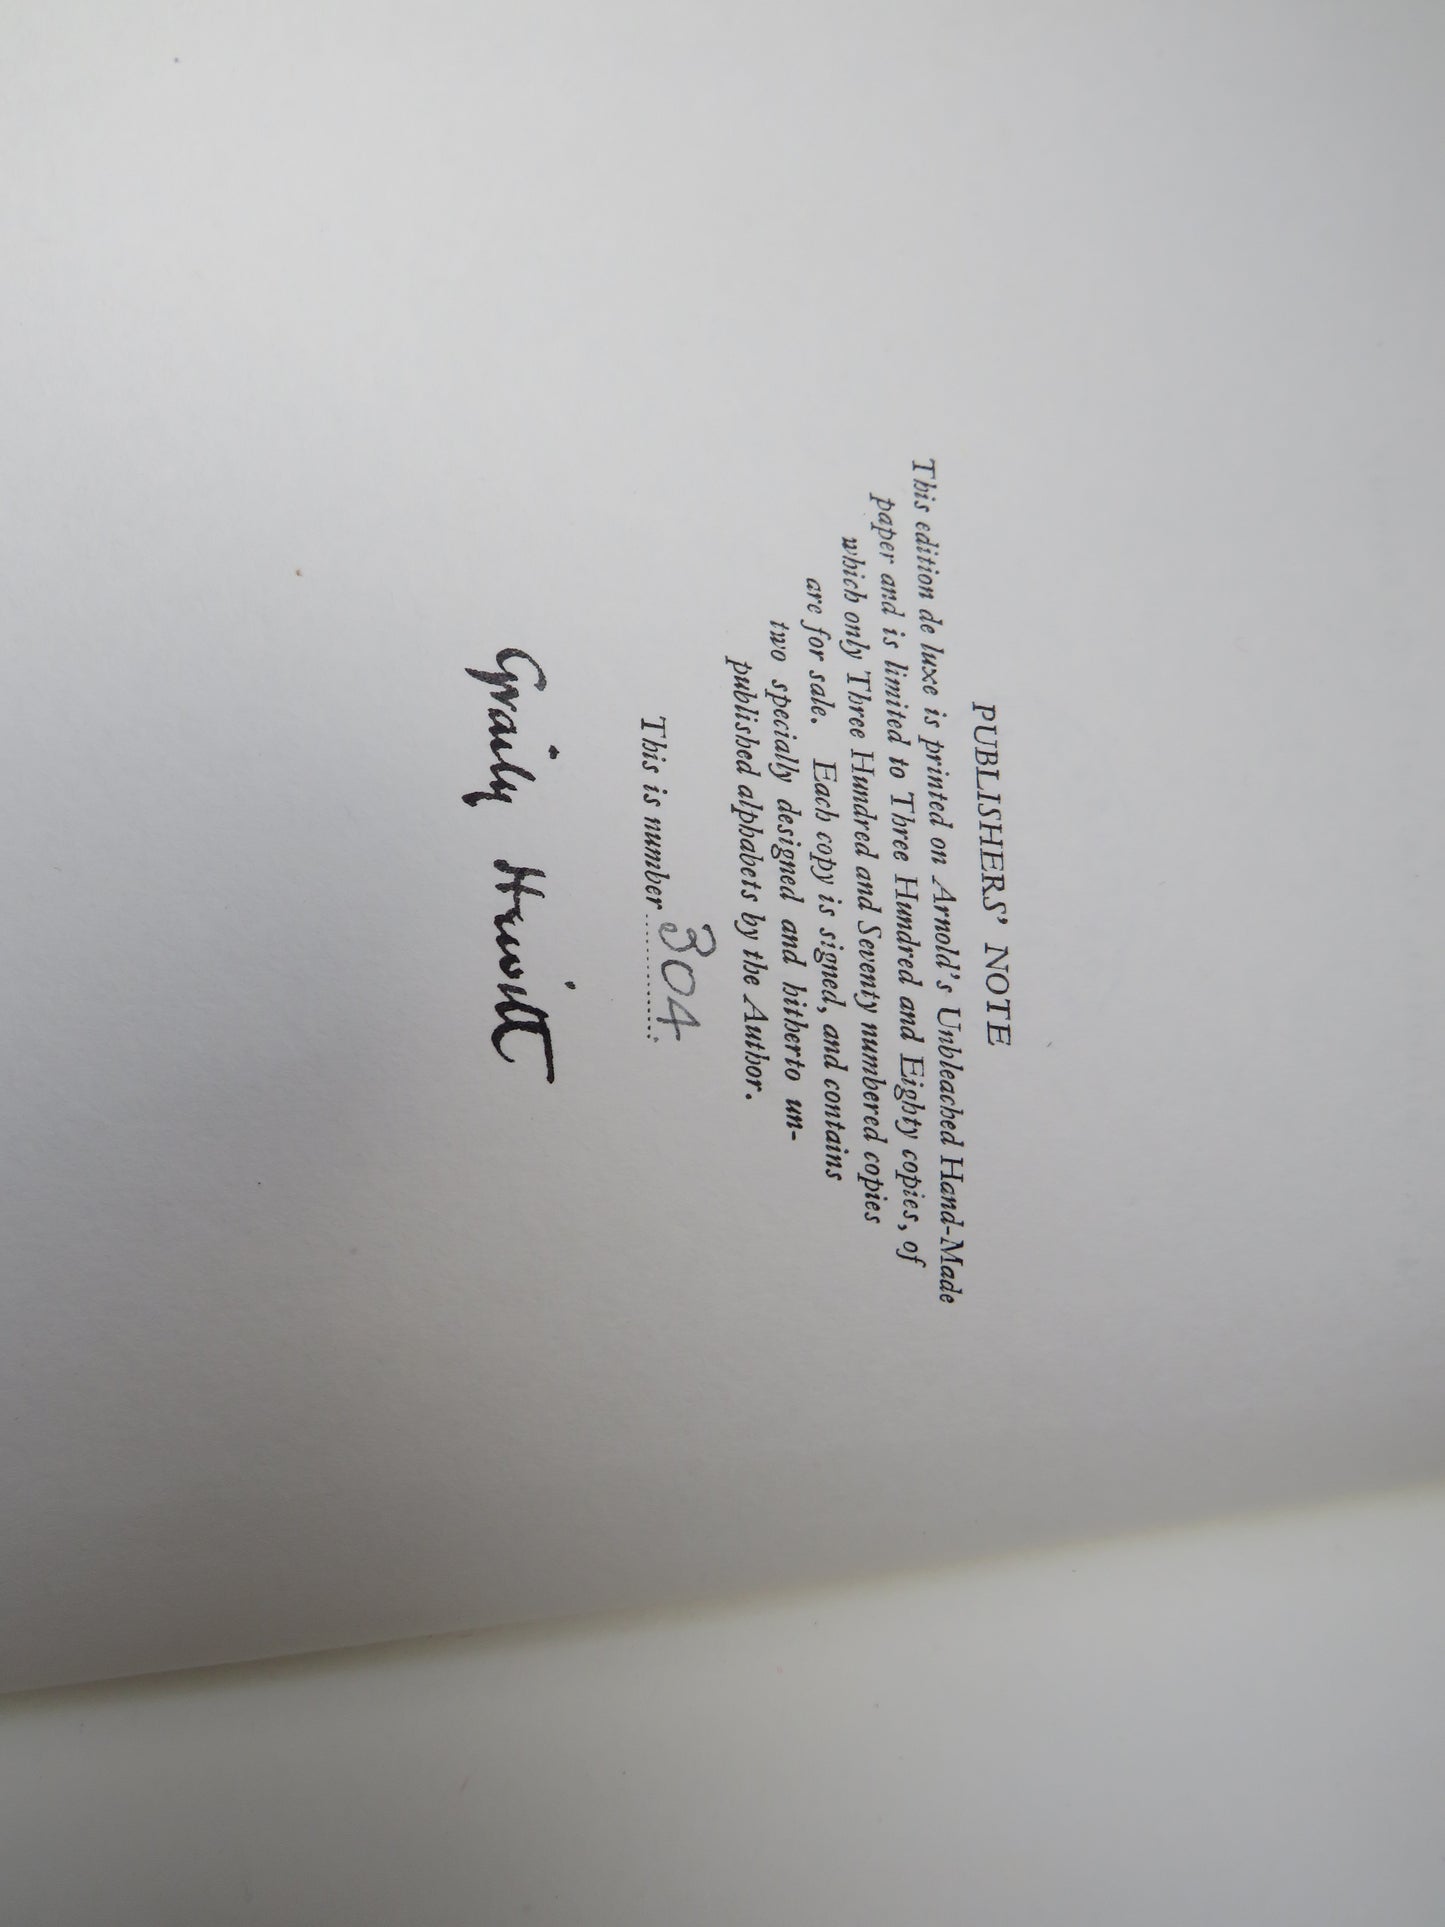 PUBLISHERS' NOTE
This edition de luxe is printed on Arnold's Unbleached Hand-Made
paper and is limited to Three Hundred and Eighty copies, of
which only Three Hundred and Seventy numbered copies
are for sale. Each copy is signed, and contains
two specially designed and hitherto un-
published alphabets by the Author.
This is number 304
Graily Hewitt